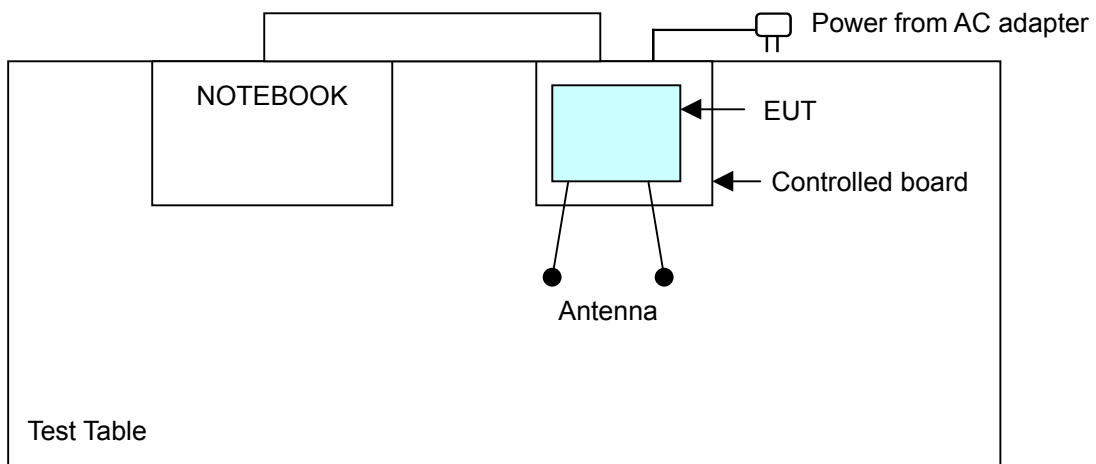 Power from AC adapter
NOTEBOOK
EUT
Controlled board
Antenna
Test Table